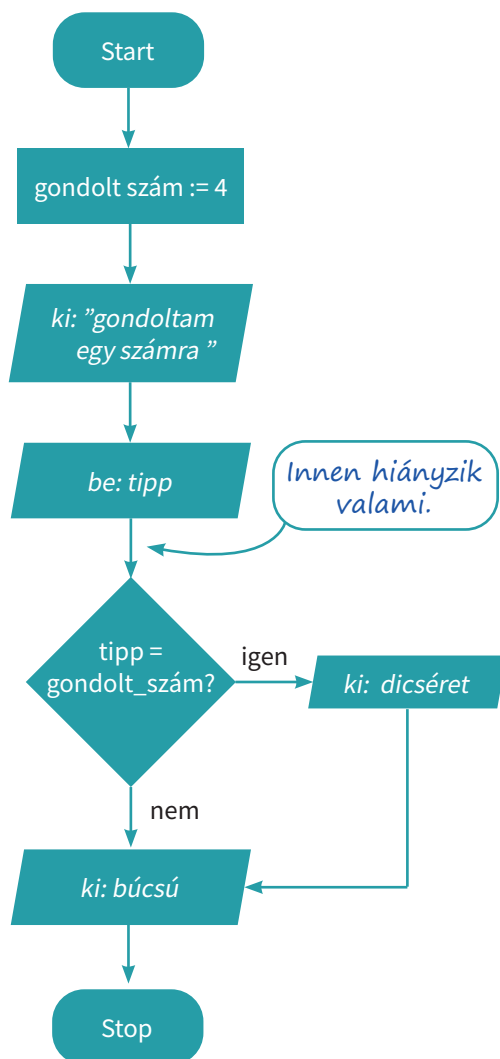 Start
gondolt szám := 4
ki: ”gondoltam
egy számra ”
be: tipp
Innen hiányzik
valami.
tipp =
gondolt_szám?
igen
ki: dicséret
nem
ki: búcsú
Stop